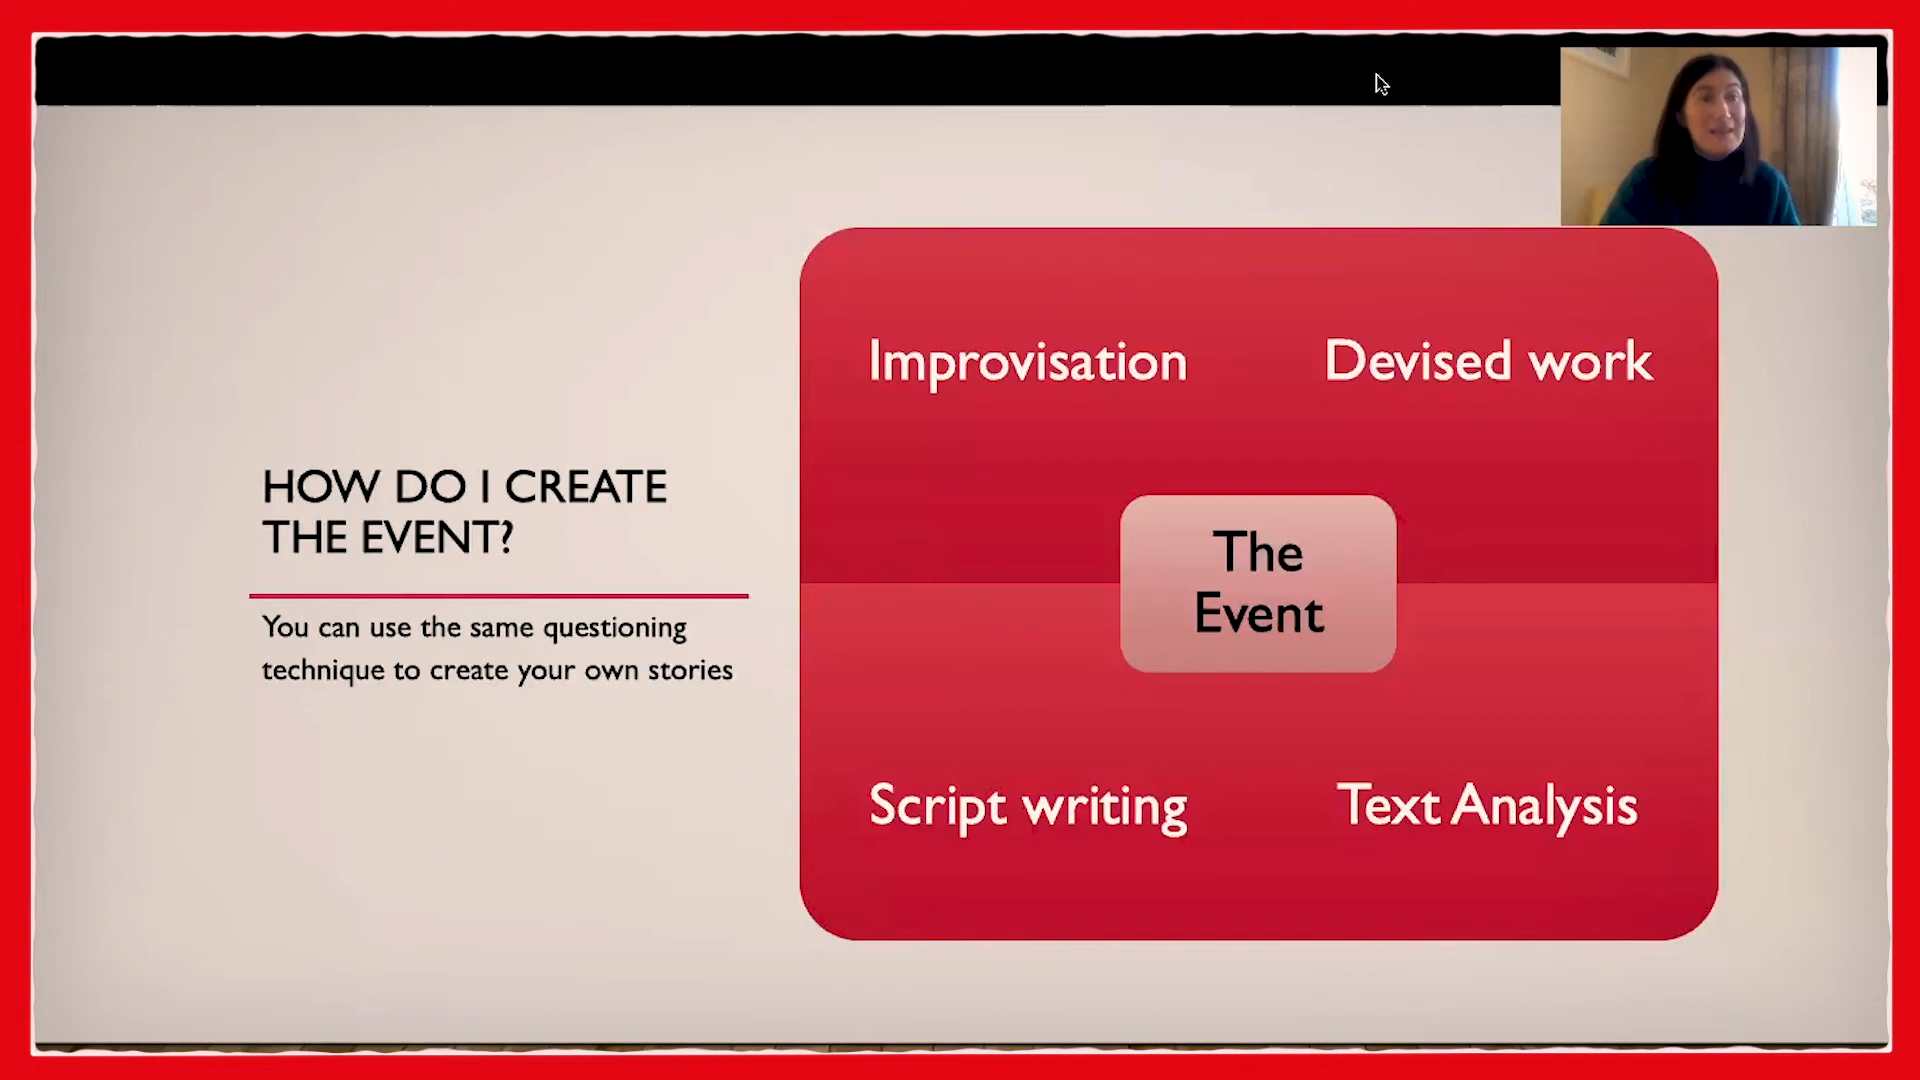 HOW DO I CREATE
THE EVENT?
You can use the same questioning
technique to create your own stories
Improvisation
Devised work
The
Event
Script writing
Text Analysis